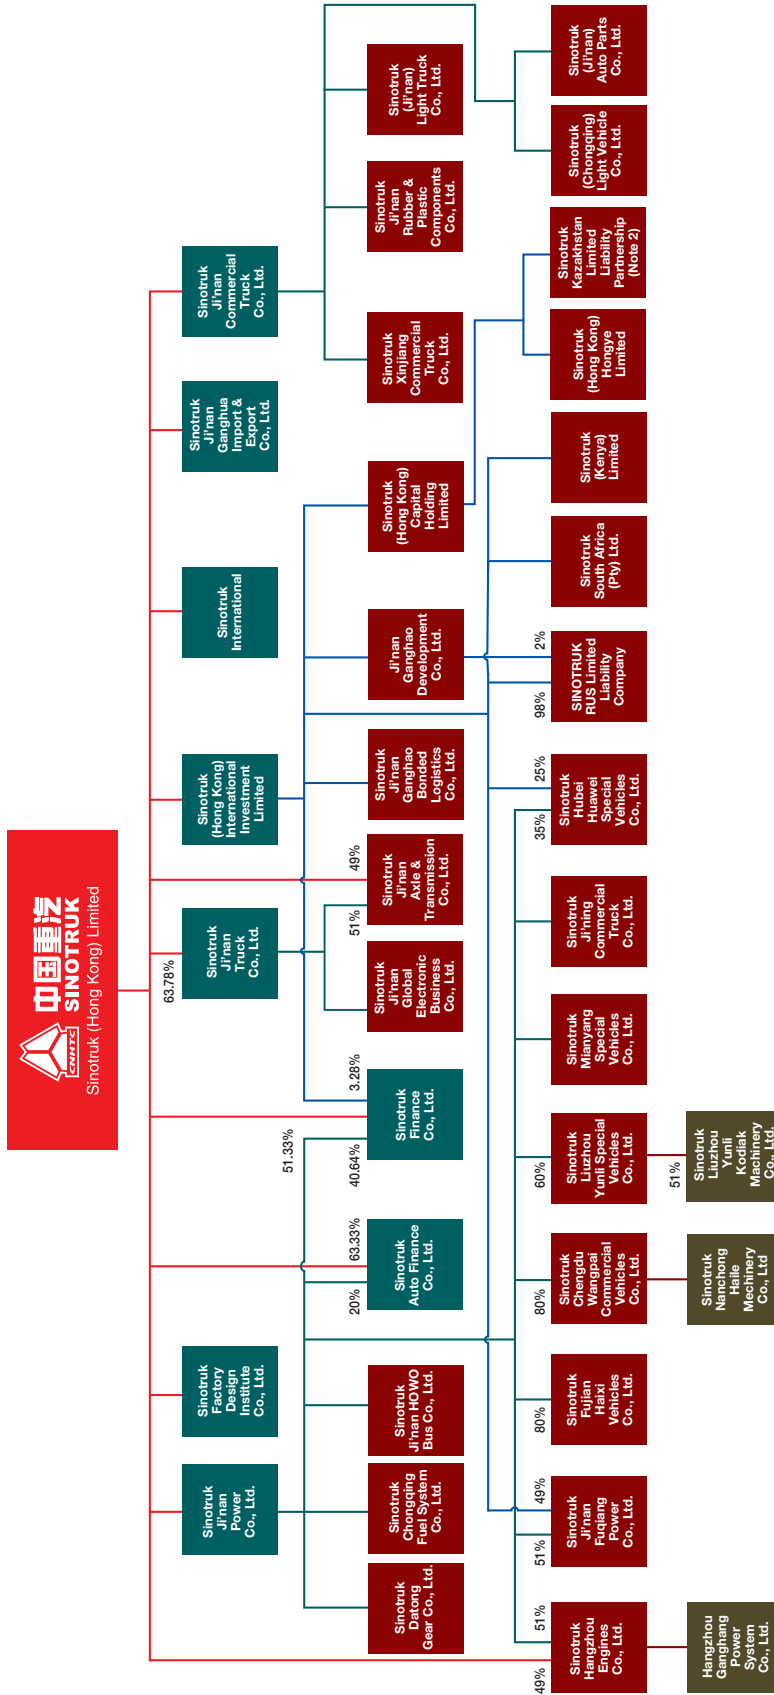 中国重汽
CNHTC
SINOTRUK
Sinotruk (Hong Kong) Limited
Sinotruk
Ji'nan
Power
Co., Ltd.
Sinotruk
Factory
Design
Institute
Co., Ltd.
63.78%
Sinotruk
Ji'nan
Truck
Co., Ltd.
Sinotruk
(Hong Kong)
International
Investment
Limited
Sinotruk
International
Sinotruk
Ji'nan
Ganghua
Import &
Export
Co., Ltd.
Sinotruk
Ji'nan
Commercial
Truck
Co., Ltd.
Sinotruk
Datong
Gear Co., Ltd.
Sinotruk
Chongqing
Fuel System
Co., Ltd.
Sinotruk
Ji'nan HOWO
Bus Co., Ltd.
20%
63.33%
Sinotruk
Auto Finance
Co., Ltd.
51.33%
40.64%
3.28%
Sinotruk
Finance
Co., Ltd.
Sinotruk
Ji'nan
Global
Electronic
Business
Co., Ltd.
51%
49%
Sinotruk
Ji'nan
Axle &
Transmission
Co., Ltd.
Sinotruk
Ji'nan
Ganghao
Bonded
Logistics
Co., Ltd.
Ji'nan
Ganghao
Development
Co., Ltd.
Sinotruk
(Hong Kong)
Capital
Holding
Limited
Sinotruk
Xinjiang
Commercial
Truck
Co., Ltd.
Sinotruk
Ji'nan
Rubber &
Plastic
Components
Co., Ltd.
Sinotruk
(Ji'nan)
Light Truck
Co., Ltd.
49%
51%
Sinotruk
Hangzhou
Engines
Co., Ltd.
51%
49%
Sinotruk
Ji'nan
Fuqiang
Power
Co., Ltd.
80%
Sinotruk
Fujian
Haixi
Vehicles
Co., Ltd.
80%
Sinotruk
Chengdu
Wangpai
Commercial
Vehicles
Co., Ltd.
60%
Sinotruk
Liuzhou
Yunli Special
Vehicles
Co., Ltd.
Sinotruk
Mianyang
Special
Vehicles
Co., Ltd.
Sinotruk
Ji'ning
Commercial
Truck
Co., Ltd.
35%
25%
Sinotruk
Hubei
Huawei
Special
Vehicles
Co., Ltd.
98%
2%
SINOTRUK
RUS Limited
Liability
Company
Sinotruk
South Africa
(Pty) Ltd.
Sinotruk
(Kenya)
Limited
Sinotruk
(Hong Kong)
Hongye
Limited
Sinotruk
Kazakhstan
Limited
Liability
Partnership
(Note 2)
Sinotruk
(Chongqing)
Light Vehicle
Co., Ltd.
Sinotruk
(Ji'nan)
Auto Parts
Co., Ltd.
Hangzhou
Ganghang
Power
System
Co., Ltd.
Sinotruk
Nanchong
Haile
Mechinery
Co., Ltd
51%
Sinotruk
Liuzhou
Yunli
Kodiak
Machinery
Co., Ltd.